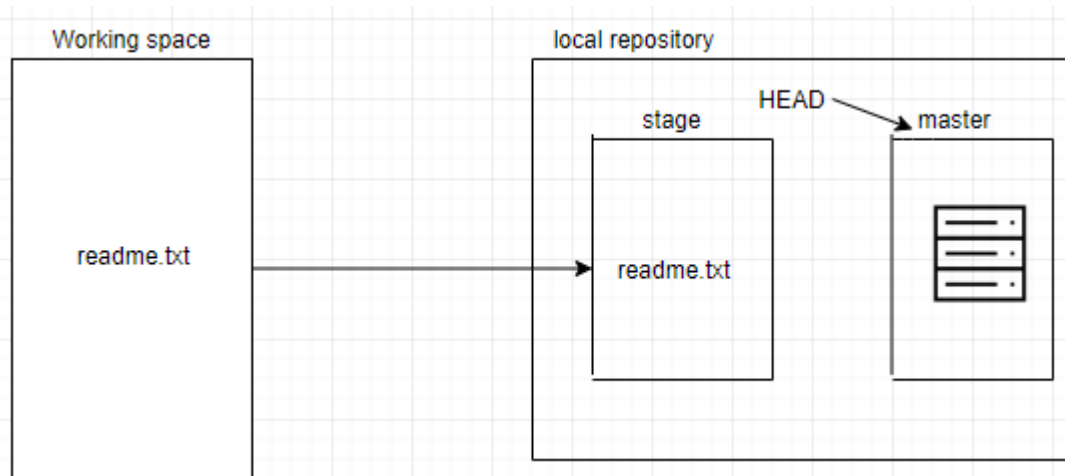 Working space
local repository
HEAD
stage
master
readme.txt
readme.txt